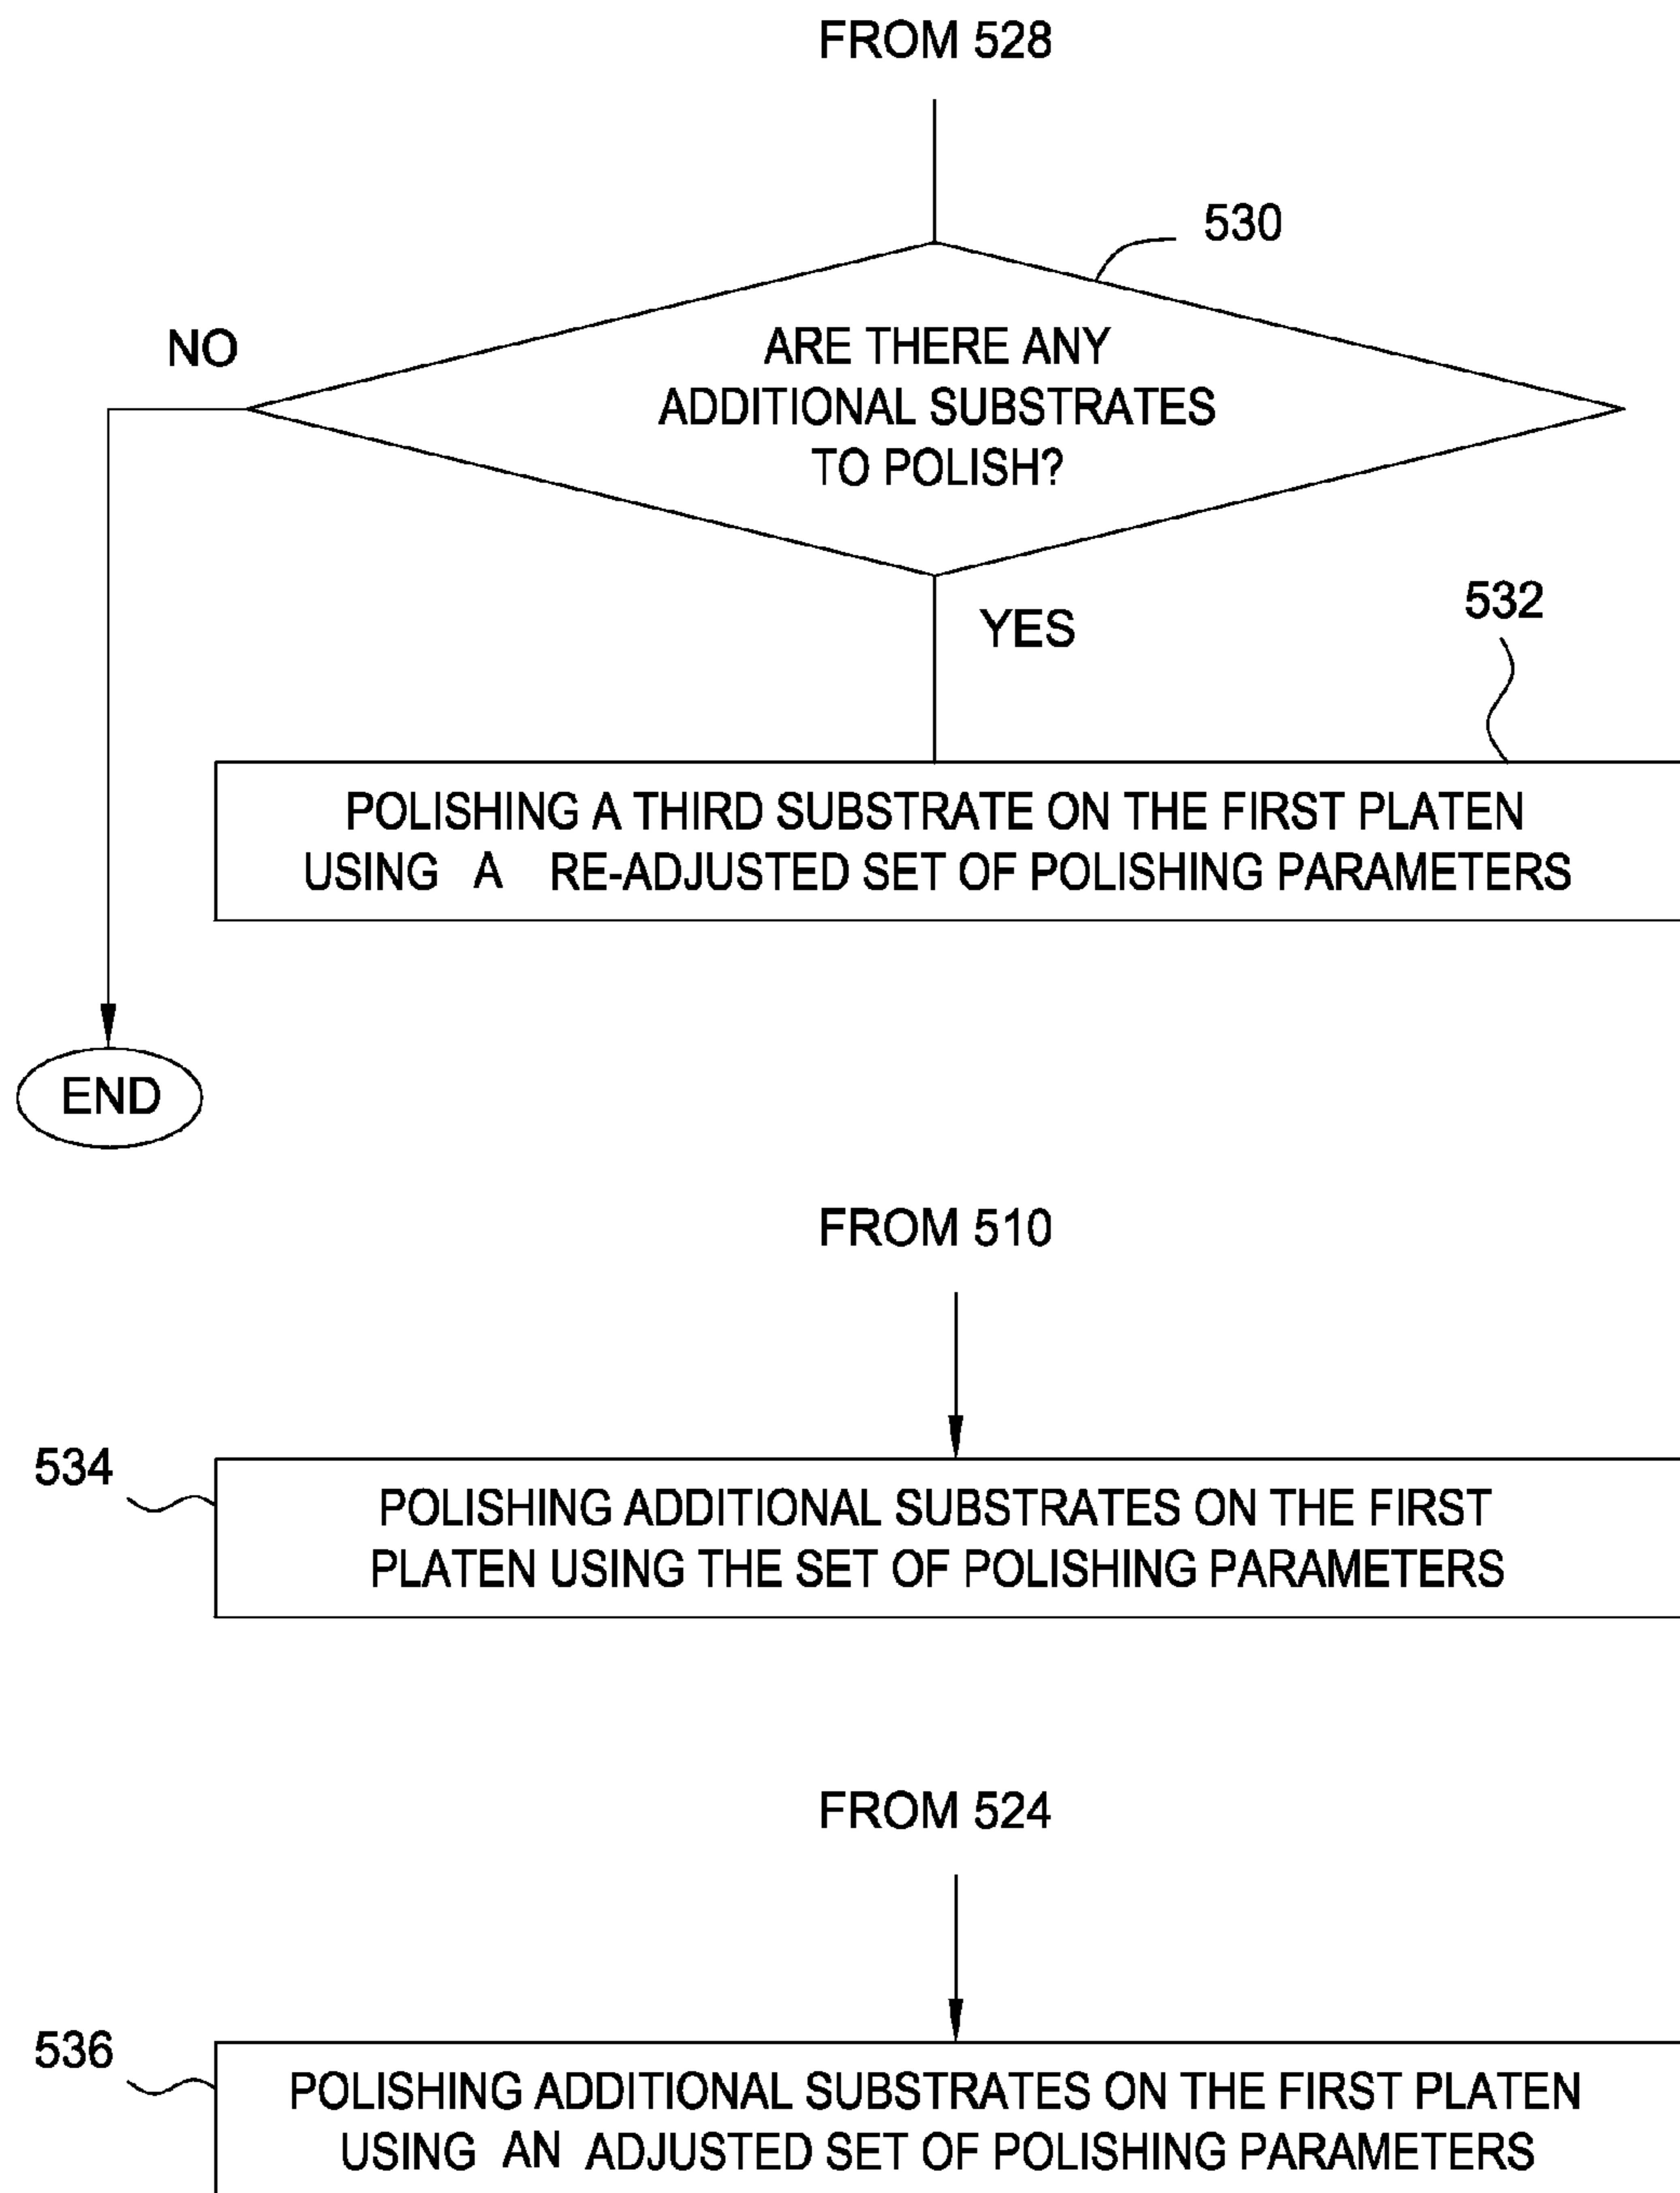 FROM 528
530
NO
ARE THERE ANY
ADDITIONAL SUBSTRATES
TO POLISH?
YES
532
POLISHING A THIRD SUBSTRATE ON THE FIRST PLATEN
USING A RE-ADJUSTED SET OF POLISHING PARAMETERS
END
FROM 510
534
POLISHING ADDITIONAL SUBSTRATES ON THE FIRST
PLATEN USING THE SET OF POLISHING PARAMETERS
FROM 524
536
POLISHING ADDITIONAL SUBSTRATES ON THE FIRST PLATEN
USING AN ADJUSTED SET OF POLISHING PARAMETERS